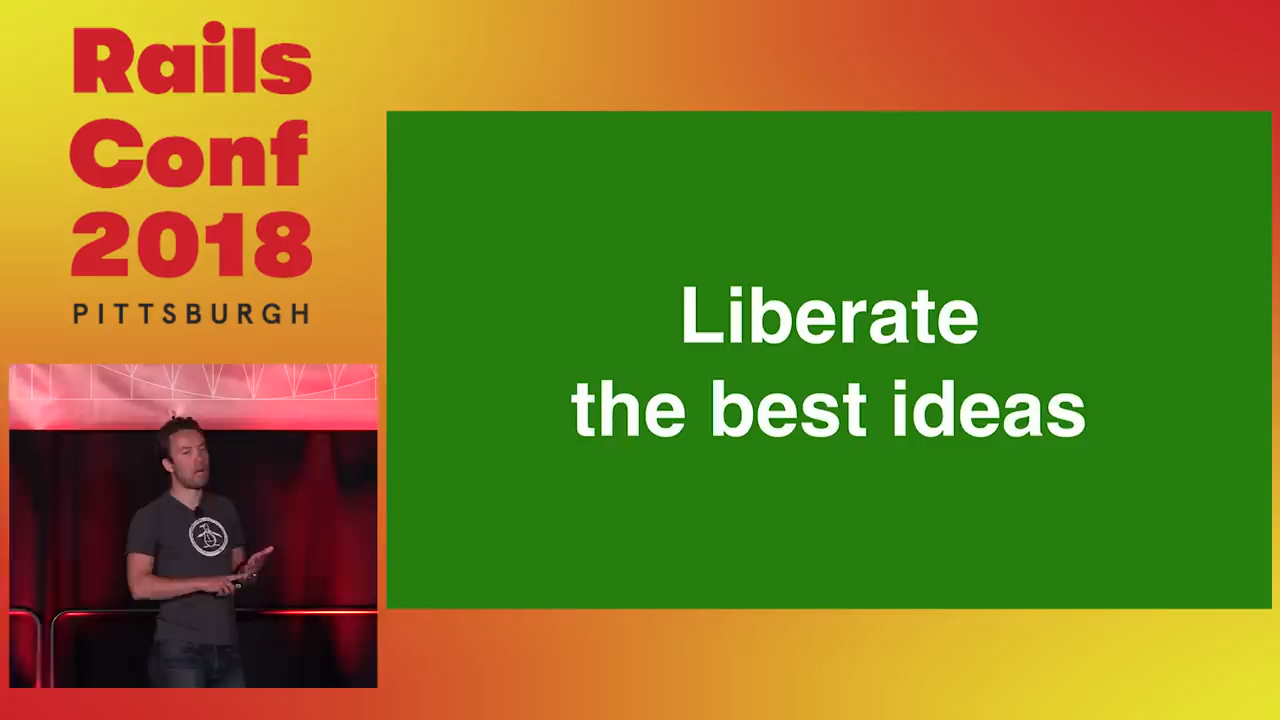 Rails
Conf
2018
PITTSBURGH
Liberate
the best ideas